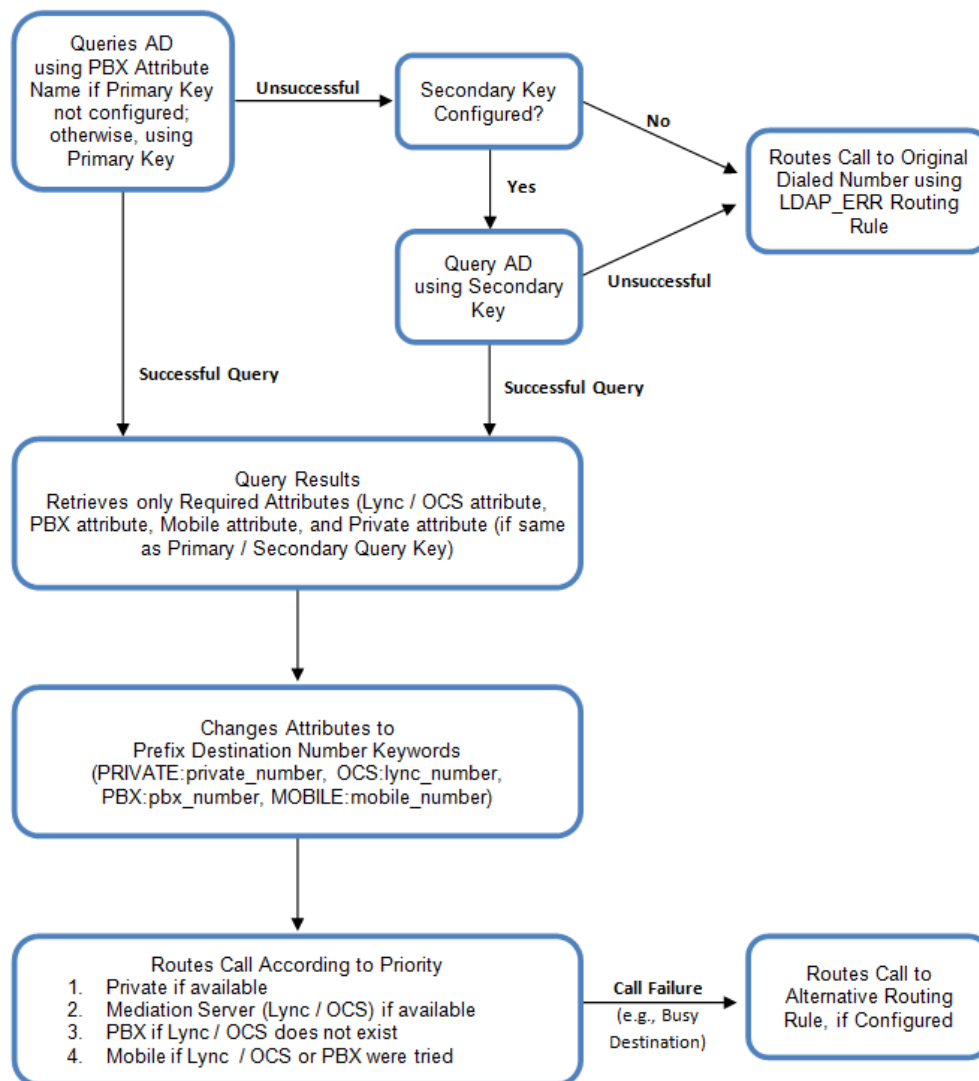 Queries AD
using PBX Attribute
Name if Primary Key
not configured;
otherwise, using
Primary Key
Unsuccessful
Secondary Key
Configured?
No
Routes Call to Original
Dialed Number using
LDAP_ERR Routing
Rule
Yes
Query AD
using Secondary
Key
Unsuccessful
Successful Query
Successful Query
Query Results
Retrieves only Required Attributes (Lync / OCS attribute,
PBX attribute, Mobile attribute, and Private attribute (if same
as Primary / Secondary Query Key)
Changes Attributes to
Prefix Destination Number Keywords
(PRIVATE:private_number, OCS:lync_number,
PBX:pbx_number, MOBILE:mobile_number)
Routes Call According to Priority
1. Private if available
2. Mediation Server (Lync / OCS) if available
3. PBX if Lync / OCS does not exist
4. Mobile if Lync / OCS or PBX were tried
Call Failure
(e.g., Busy
Destination)
Routes Call to
Alternative Routing
Rule, if Configured